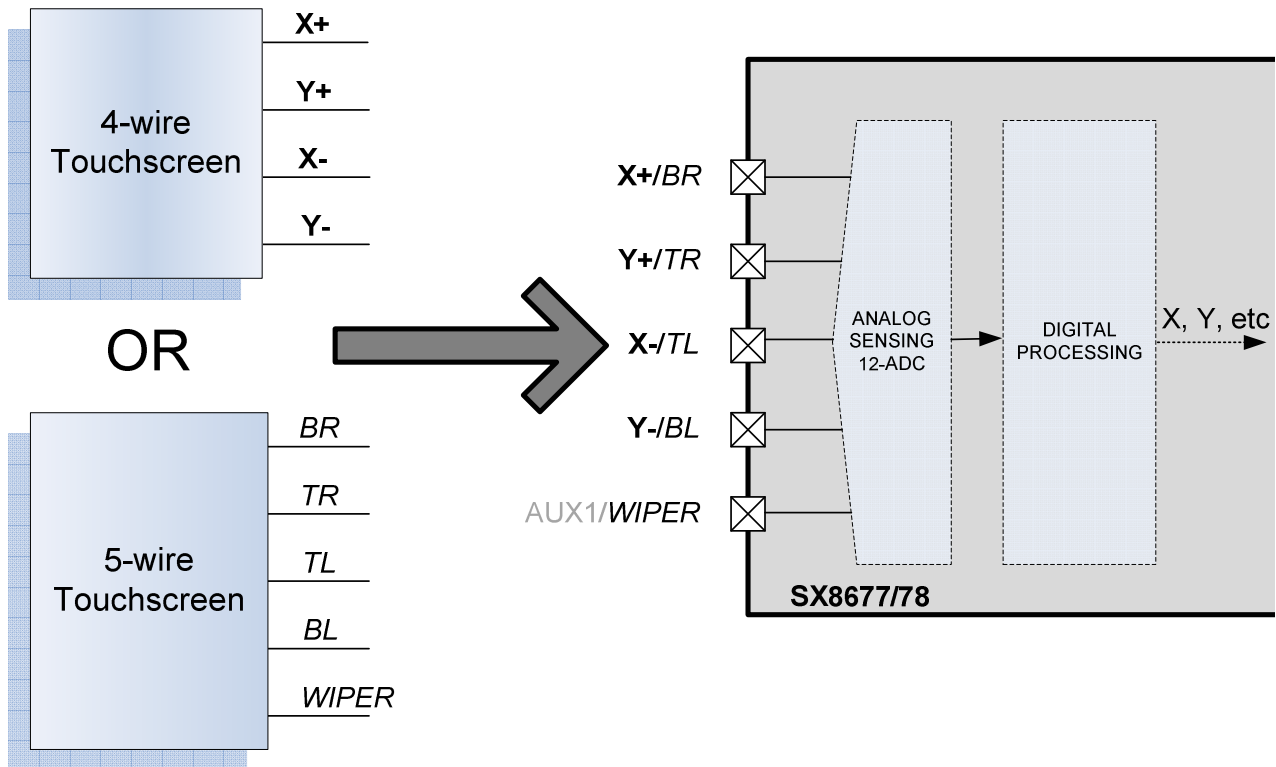 X+
Y+
X-
Y-
4-wire
Touchscreen
OR
BR
TR
TL
BL
WIPER
5-wire
Touchscreen
X+/BR
Y+/TR
X-/TL
Y-/BL
AUX1/WIPER
ANALOG
SENSING
12-ADC
DIGITAL
PROCESSING
X, Y, etc
SX8677/78